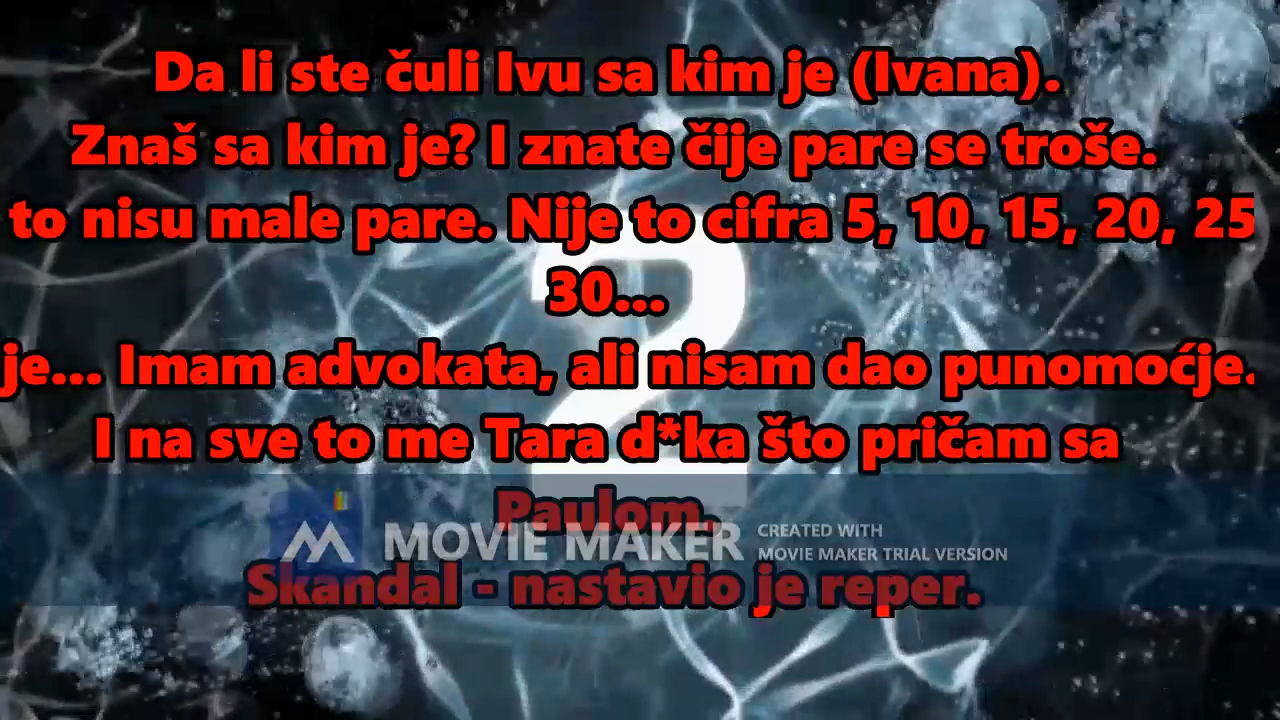 Da li ste čuli Ivu sa kim je (Ivana).
Znaš sa kim je? I znate čije pare se troše.
to nisu male pare. Nije to cifra 5, 10, 15, 20, 25
30...
je... Imam advokata, ali nisam dao punomoćje.
I na sve to me Tara d*ka što pričam sa
Paulom.
MOVIE MAKER
CREATED WITH
MOVIE MAKER TRIAL VERSION
Skandal - nastavio je reper.